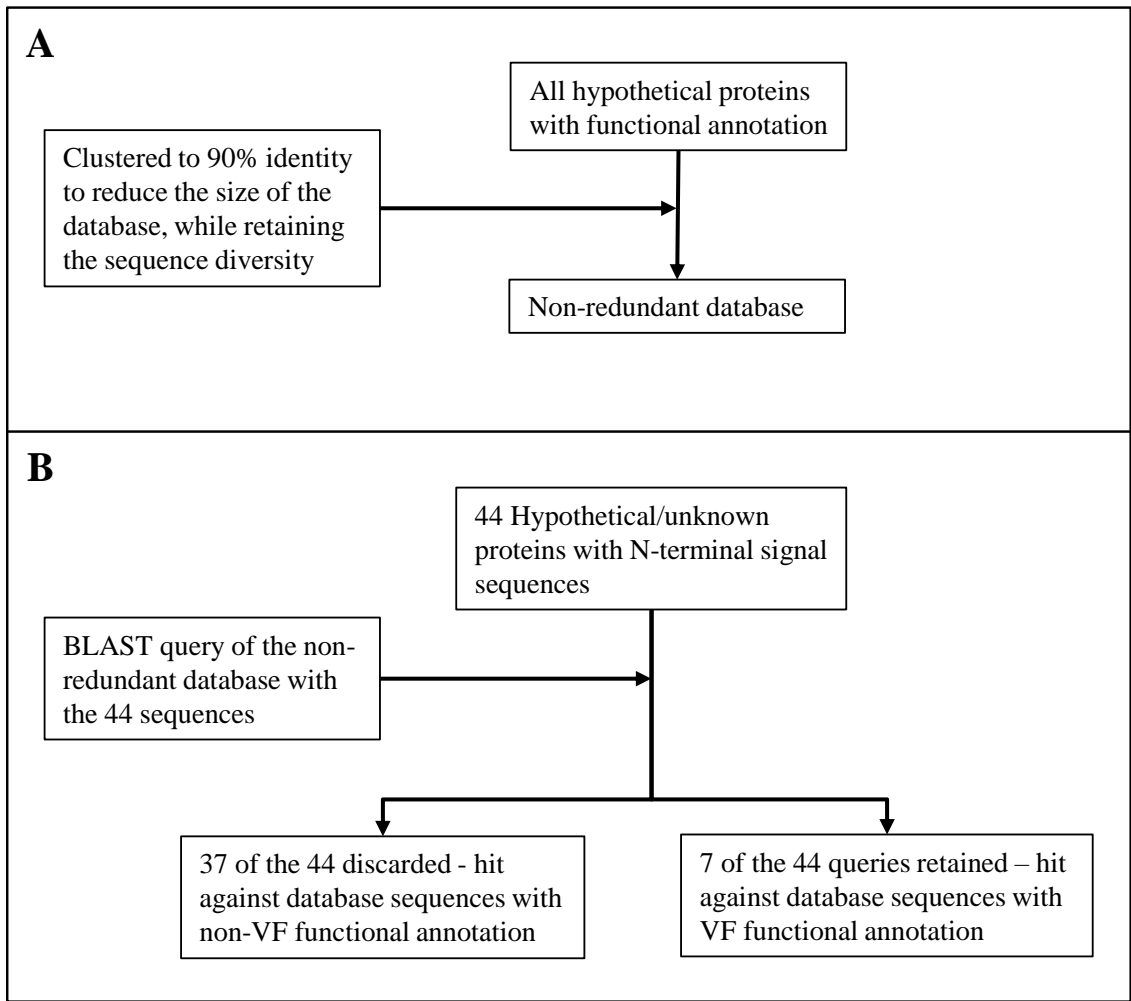 A
All hypothetical proteins
with functional annotation
Clustered to 90% identity
to reduce the size of the
database, while retaining
the sequence diversity
Non-redundant database
B
44 Hypothetical/unknown
proteins with N-terminal signal
sequences
BLAST query of the non-
redundant database with
the 44 sequences
37 of the 44 discarded - hit
against database sequences with
non-VF functional annotation
7 of the 44 queries retained – hit
against database sequences with
VF functional annotation